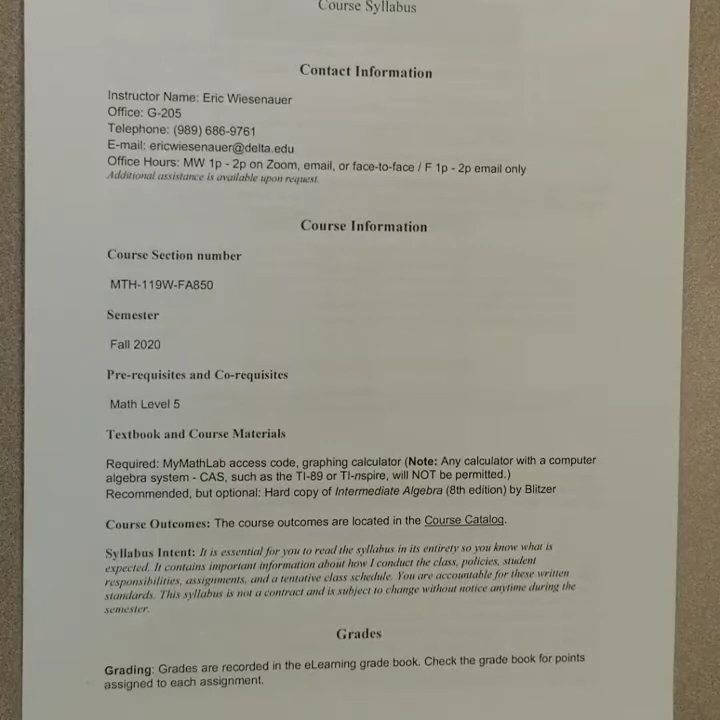 Course Syllabus
Contact Information
Instructor Name: Eric Wiesenauer
Office: G-205
Telephone: (989) 686-9761
E-mail: ericwiesenauer@delta.edu
Office Hours: MW 1p - 2p on Zoom, email, or face-to-face / F 1p - 2p email only
Additional assistance is available upon request.
Course Information
Course Section number
MTH-119W-FA850
Semester
Fall 2020
Pre-requisites and Co-requisites
Math Level 5
Textbook and Course Materials
Required: MyMathLab access code, graphing calculator (Note: Any calculator with a computer
algebra system - CAS, such as the TI-89 or TI-nspire, will NOT be permitted.)
Recommended, but optional: Hard copy of Intermediate Algebra (8th edition) by Blitzer
Course Outcomes: The course outcomes are located in the Course Catalog.
Syllabus Intent: It is essential for you to read the syllabus in its entirety so you know what is
expected. It contains important information about how I conduct the class, policies, student
responsibilities, assignments, and a tentative class schedule. You are accountable for these written
standards. This syllabus is not a contract and is subject to change without notice anytime during the
semester.
Grades
Grading: Grades are recorded in the eLearning grade book. Check the grade book for points
assigned to each assignment.